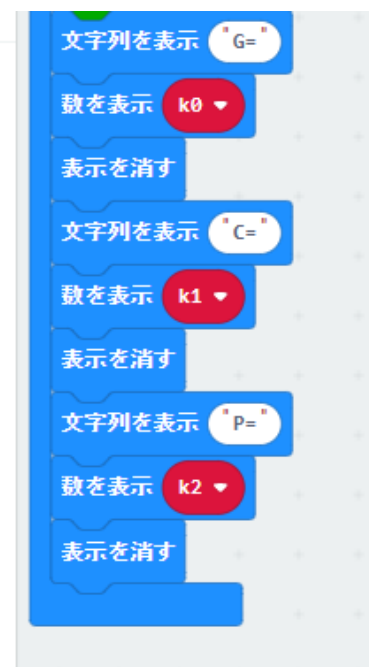 文字列を表示 "G="
数を表示 k0
表示を消す
文字列を表示 "C="
数を表示 k1
表示を消す
文字列を表示 "P="
数を表示 k2
表示を消す